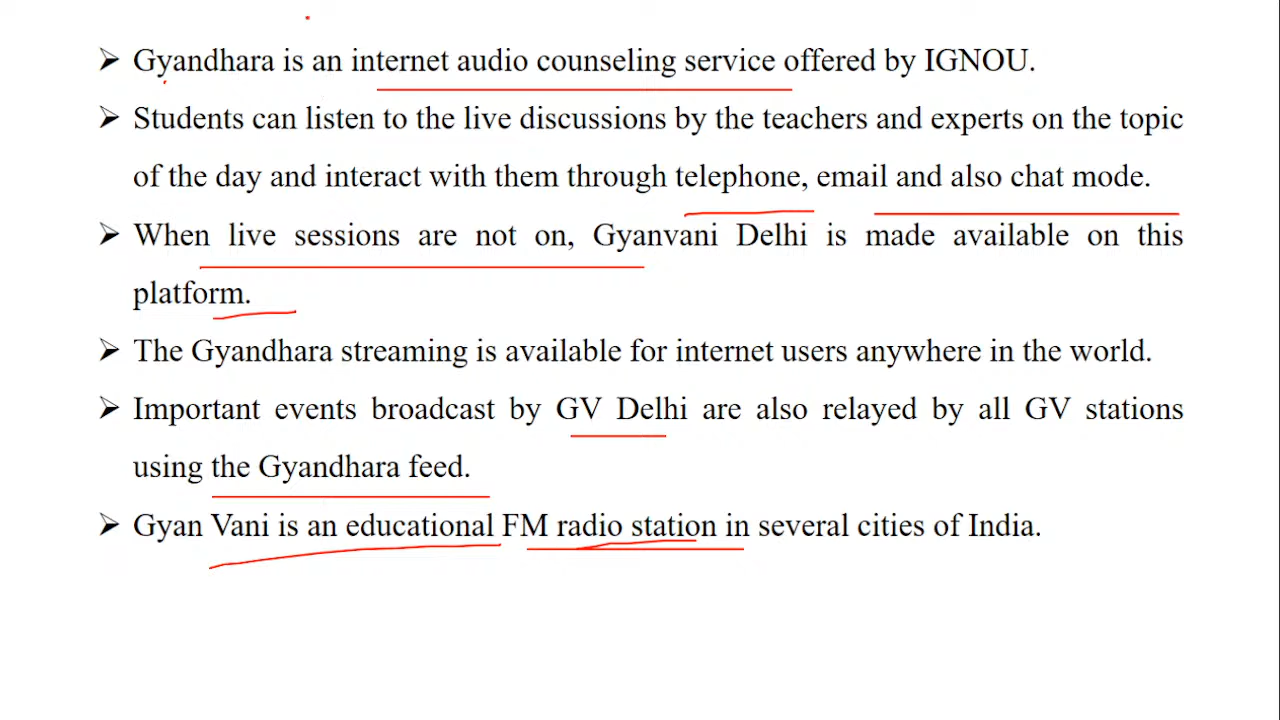 ➢ Gyandhara is an internet audio counseling service offered by IGNOU.
➢ Students can listen to the live discussions by the teachers and experts on the topic
of the day and interact with them through telephone, email and also chat mode.
➢ When live sessions are not on, Gyanvani Delhi is made available on this
platform.
➢ The Gyandhara streaming is available for internet users anywhere in the world.
➢ Important events broadcast by GV Delhi are also relayed by all GV stations
using the Gyandhara feed.
➢ Gyan Vani is an educational FM radio station in several cities of India.